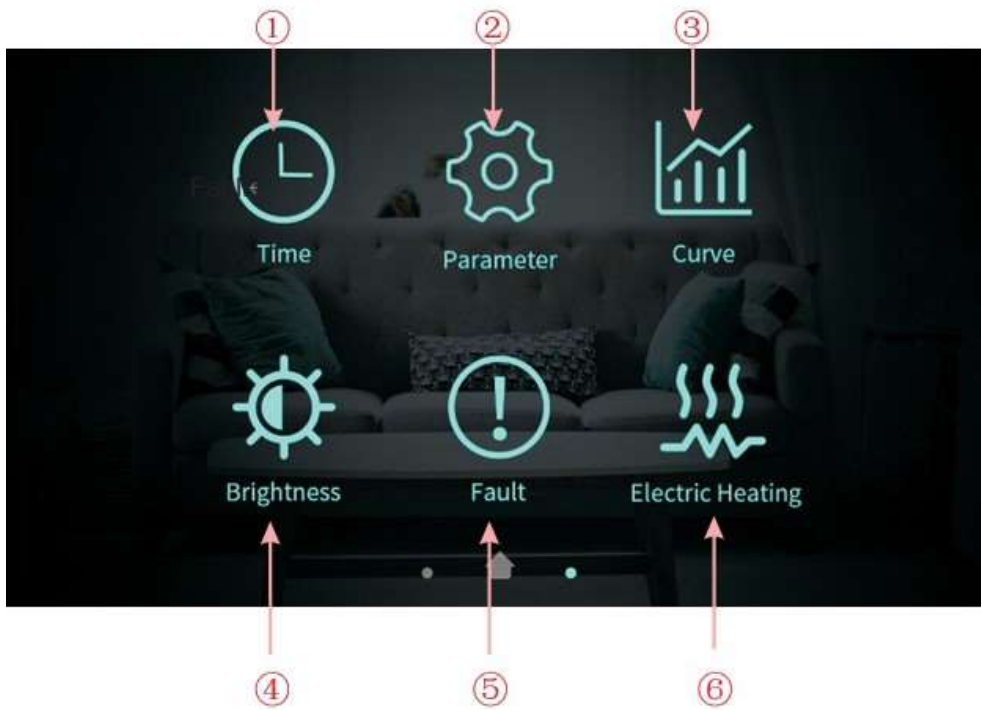 ① ② ③
Time Parameter Curve
Brightness Fault Electric Heating
④ ⑤ ⑥